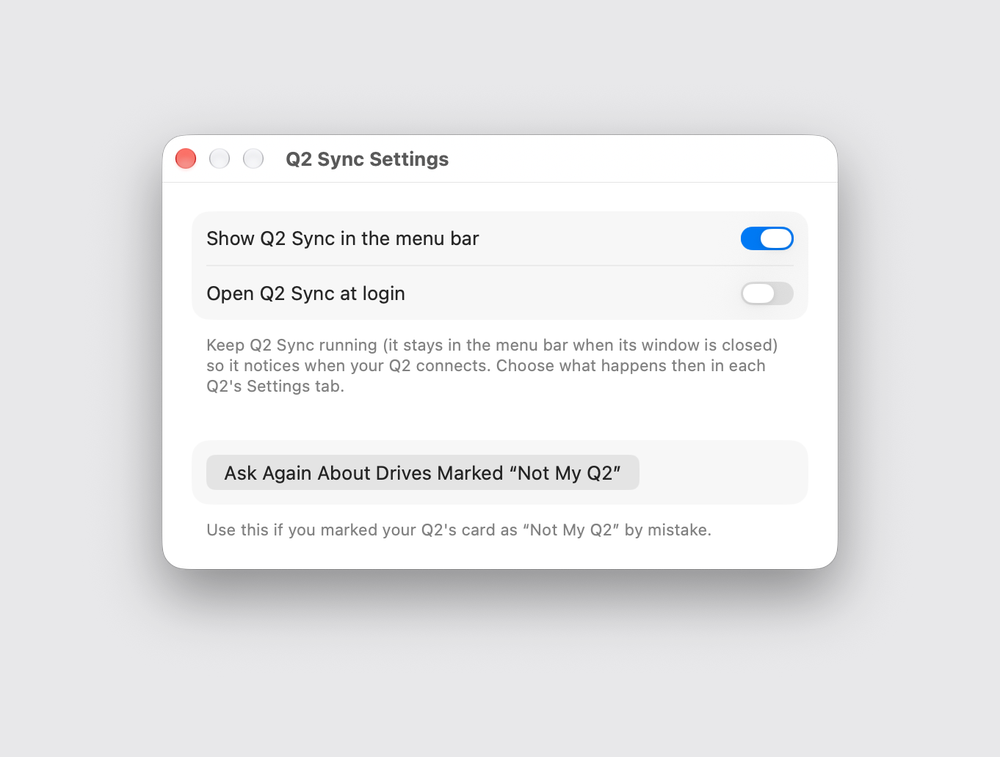 Q2 Sync Settings
Show Q2 Sync in the menu bar
Open Q2 Sync at login
Keep Q2 Sync running (it stays in the menu bar when its window is closed)
so it notices when your Q2 connects. Choose what happens then in each
Q2's Settings tab.
Ask Again About Drives Marked “Not My Q2”
Use this if you marked your Q2's card as “Not My Q2” by mistake.